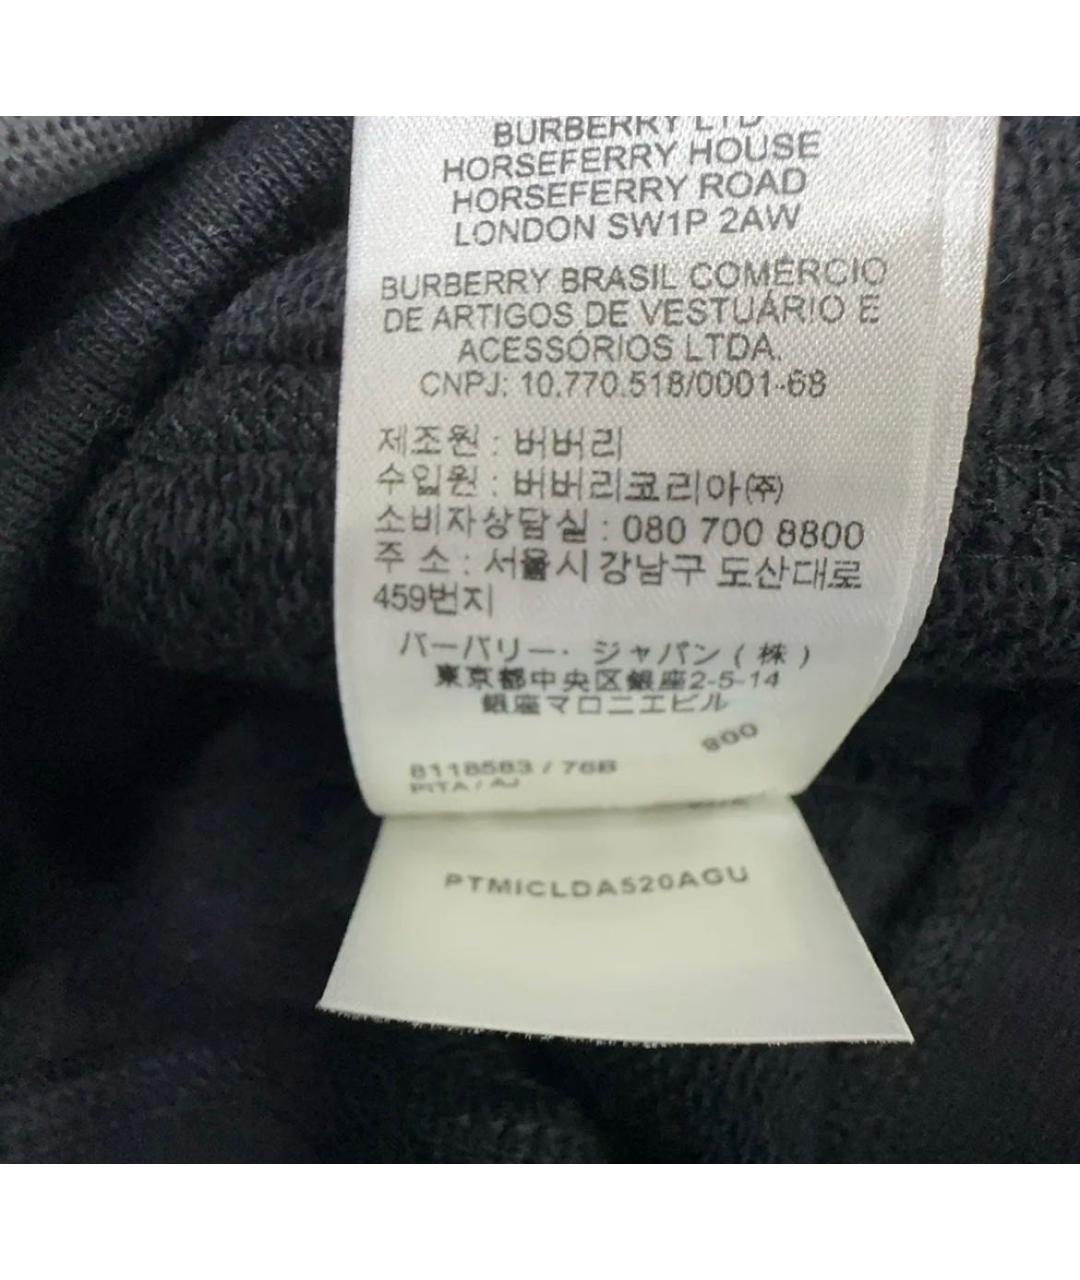 BURBERRY LTD
HORSEFERRY HOUSE
HORSEFERRY ROAD
LONDON SW1P 2AW
BURBERRY BRASIL COMÉRCIO
DE ARTIGOS DE VESTUÁRIO E
ACESSÓRIOS LTDA.
CNPJ: 10.770.518/0001-68
제조원 : 버버리
수입원 : 버버리코리아㈜
소비자상담실 : 080 700 8800
주 소 : 서울시 강남구 도산대로
459번지
バーバリー・ジャパン ( 株 )
東京都中央区銀座2-5-14
銀座マロニエビル
900
8118583 / 76B
PITA / AJ
PTMICLDA520AGU